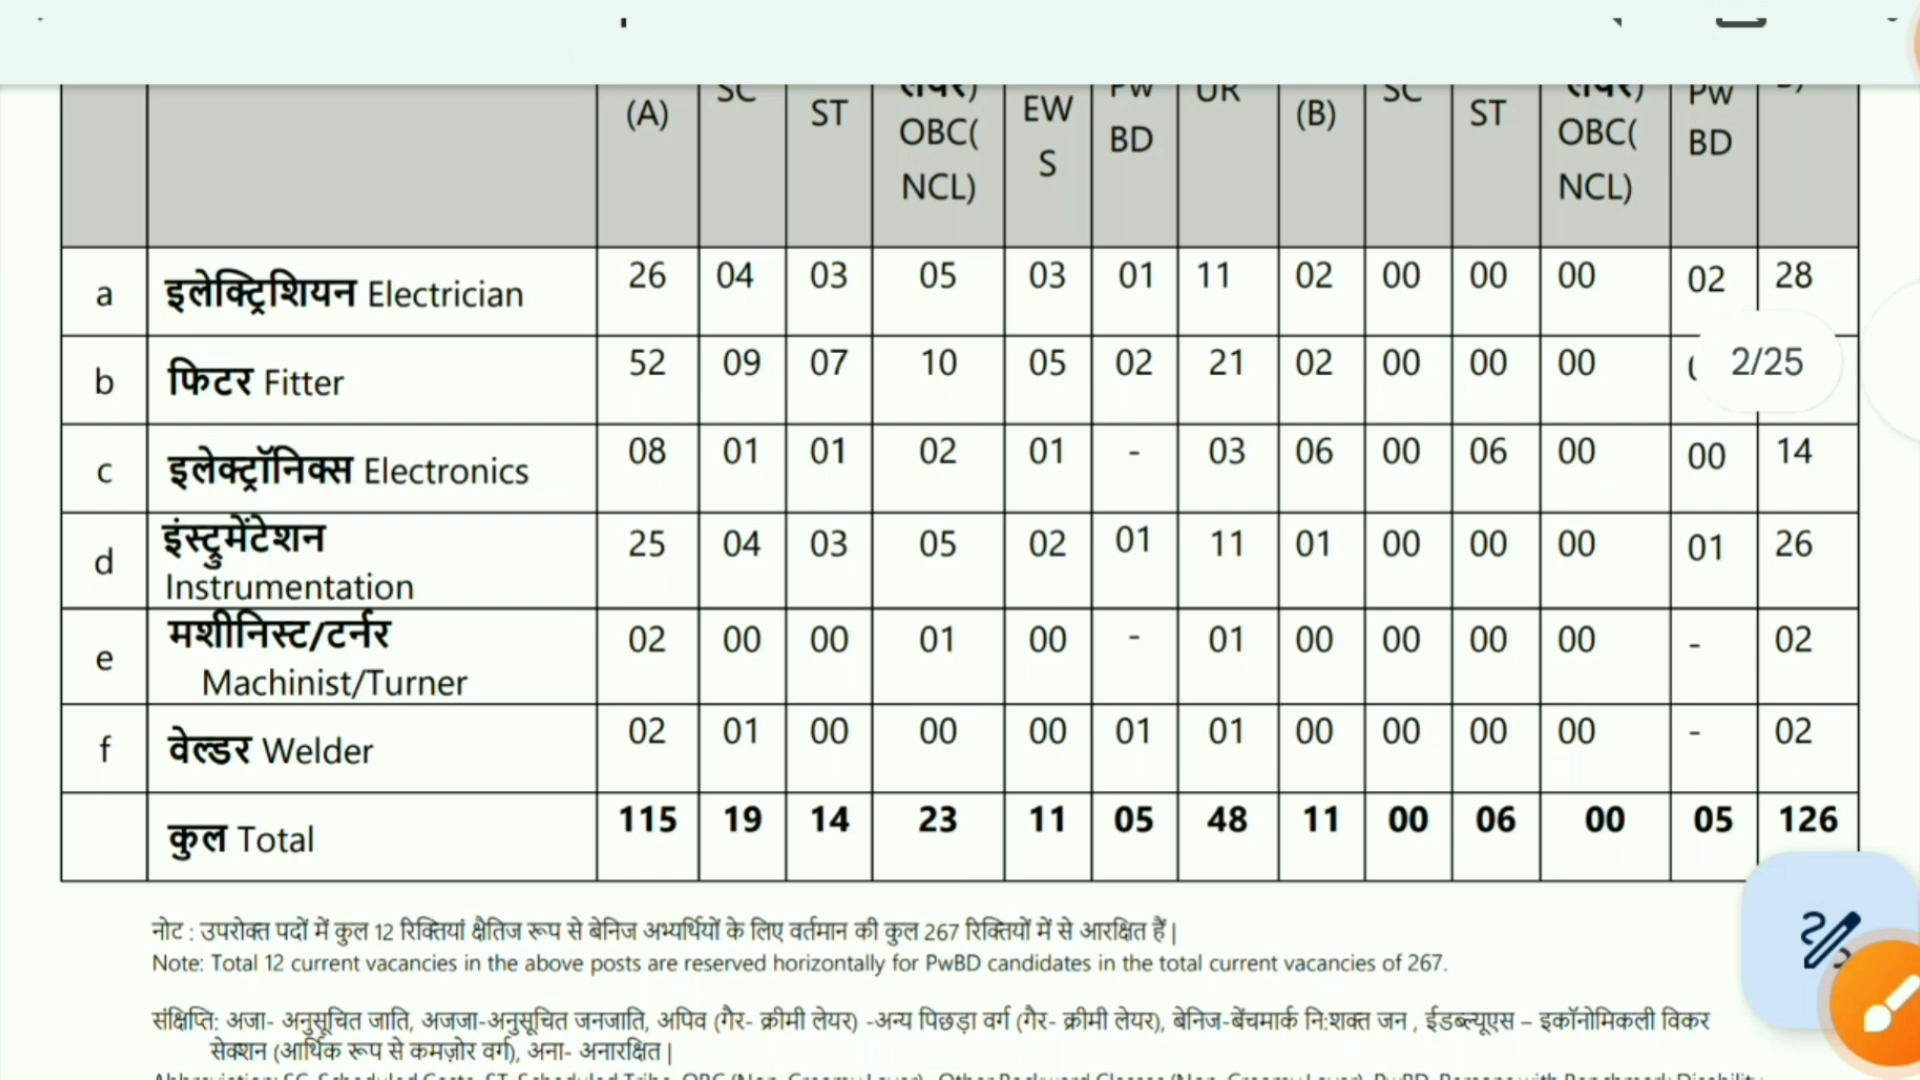 (A) SC ST OBC( NCL) EW S PW BD UR (B) SC ST OBC( NCL) PW BD
a इलेक्ट्रिशियन Electrician 26 04 03 05 03 01 11 02 00 00 00 02 28
b फिटर Fitter 52 09 07 10 05 02 21 02 00 00 00 2/25
c इलेक्ट्रॉनिक्स Electronics 08 01 01 02 01 - 03 06 00 06 00 00 14
d इंस्ट्रुमेंटेशन Instrumentation 25 04 03 05 02 01 11 01 00 00 00 01 26
e मशीनिस्ट/टर्नर Machinist/Turner 02 00 00 01 00 - 01 00 00 00 00 - 02
f वेल्डर Welder 02 01 00 00 00 01 01 00 00 00 00 - 02
कुल Total 115 19 14 23 11 05 48 11 00 06 00 05 126
नोट : उपरोक्त पदों में कुल 12 रिक्तियां क्षैतिज रूप से बेनिज अभ्यर्थियों के लिए वर्तमान की कुल 267 रिक्तियों में से आरक्षित हैं |
Note: Total 12 current vacancies in the above posts are reserved horizontally for PwBD candidates in the total current vacancies of 267.
संक्षिप्ति: अजा- अनुसूचित जाति, अजजा-अनुसूचित जनजाति, अपिव (गैर- क्रीमी लेयर) -अन्य पिछड़ा वर्ग (गैर- क्रीमी लेयर), बेनिज-बेंचमार्क नि:शक्त जन , ईडब्ल्यूएस – इकॉनोमिकली विकर
सेक्शन (आर्थिक रूप से कमज़ोर वर्ग), अना- अनारक्षित |